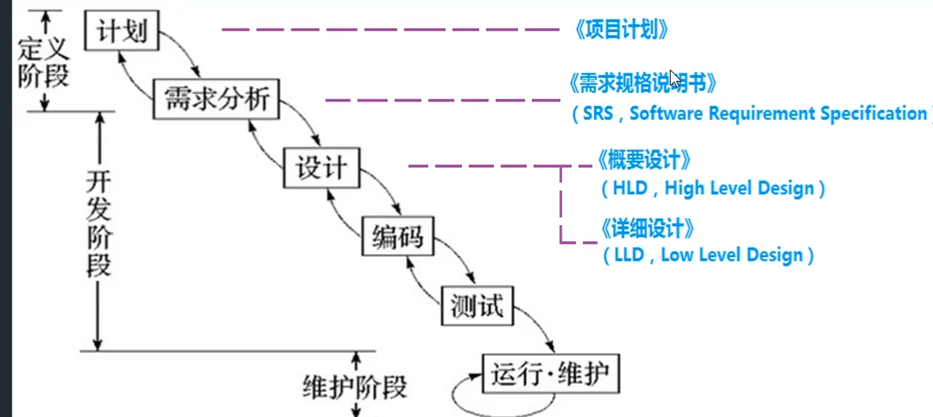 计划
《项目计划》
定义
阶段
需求分析
《需求规格说明书》
（SRS，Software Requirement Specification）
设计
《概要设计》
（HLD，High Level Design）
开发阶段
编码
《详细设计》
（LLD，Low Level Design）
测试
运行·维护
维护阶段